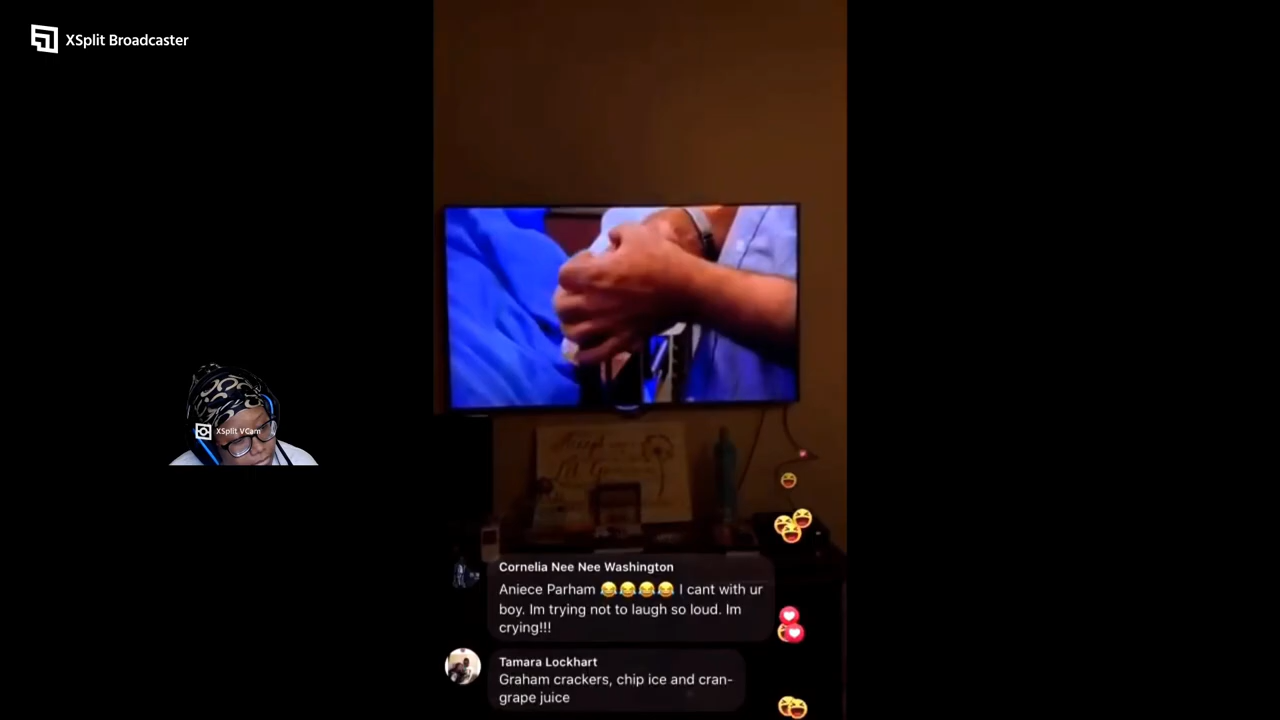 XSplit Broadcaster
XSplit VCam
Cornelia Nee Nee Washington
Aniece Parham 😂😂😂😂 I cant with ur
boy. Im trying not to laugh so loud. Im
crying!!!
Tamara Lockhart
Graham crackers, chip ice and cran-
grape juice